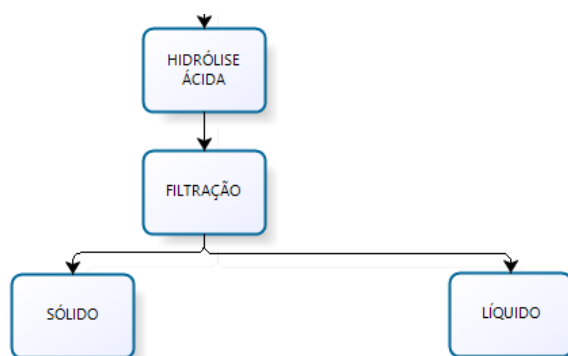 HIDRÓLISE
ÁCIDA
FILTRAÇÃO
SÓLIDO
LÍQUIDO